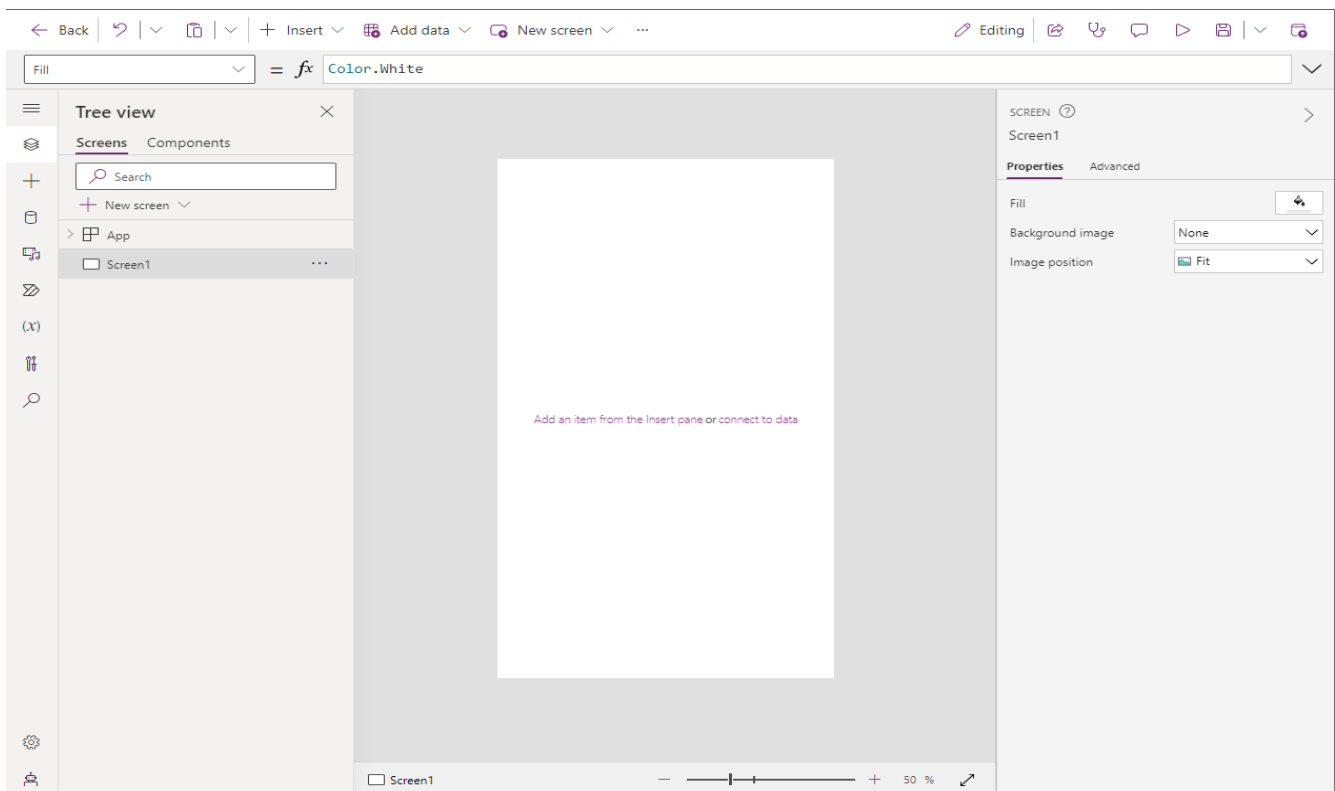 Back Insert Add data New screen ... Editing
Fill = fx Color.White
Tree view
Screens Components
Search
New screen
App
Screen1 ...
(x)
Add an item from the Insert pane or connect to data
Screen1 50 %
SCREEN ?
Screen1
Properties Advanced
Fill
Background image None
Image position Fit